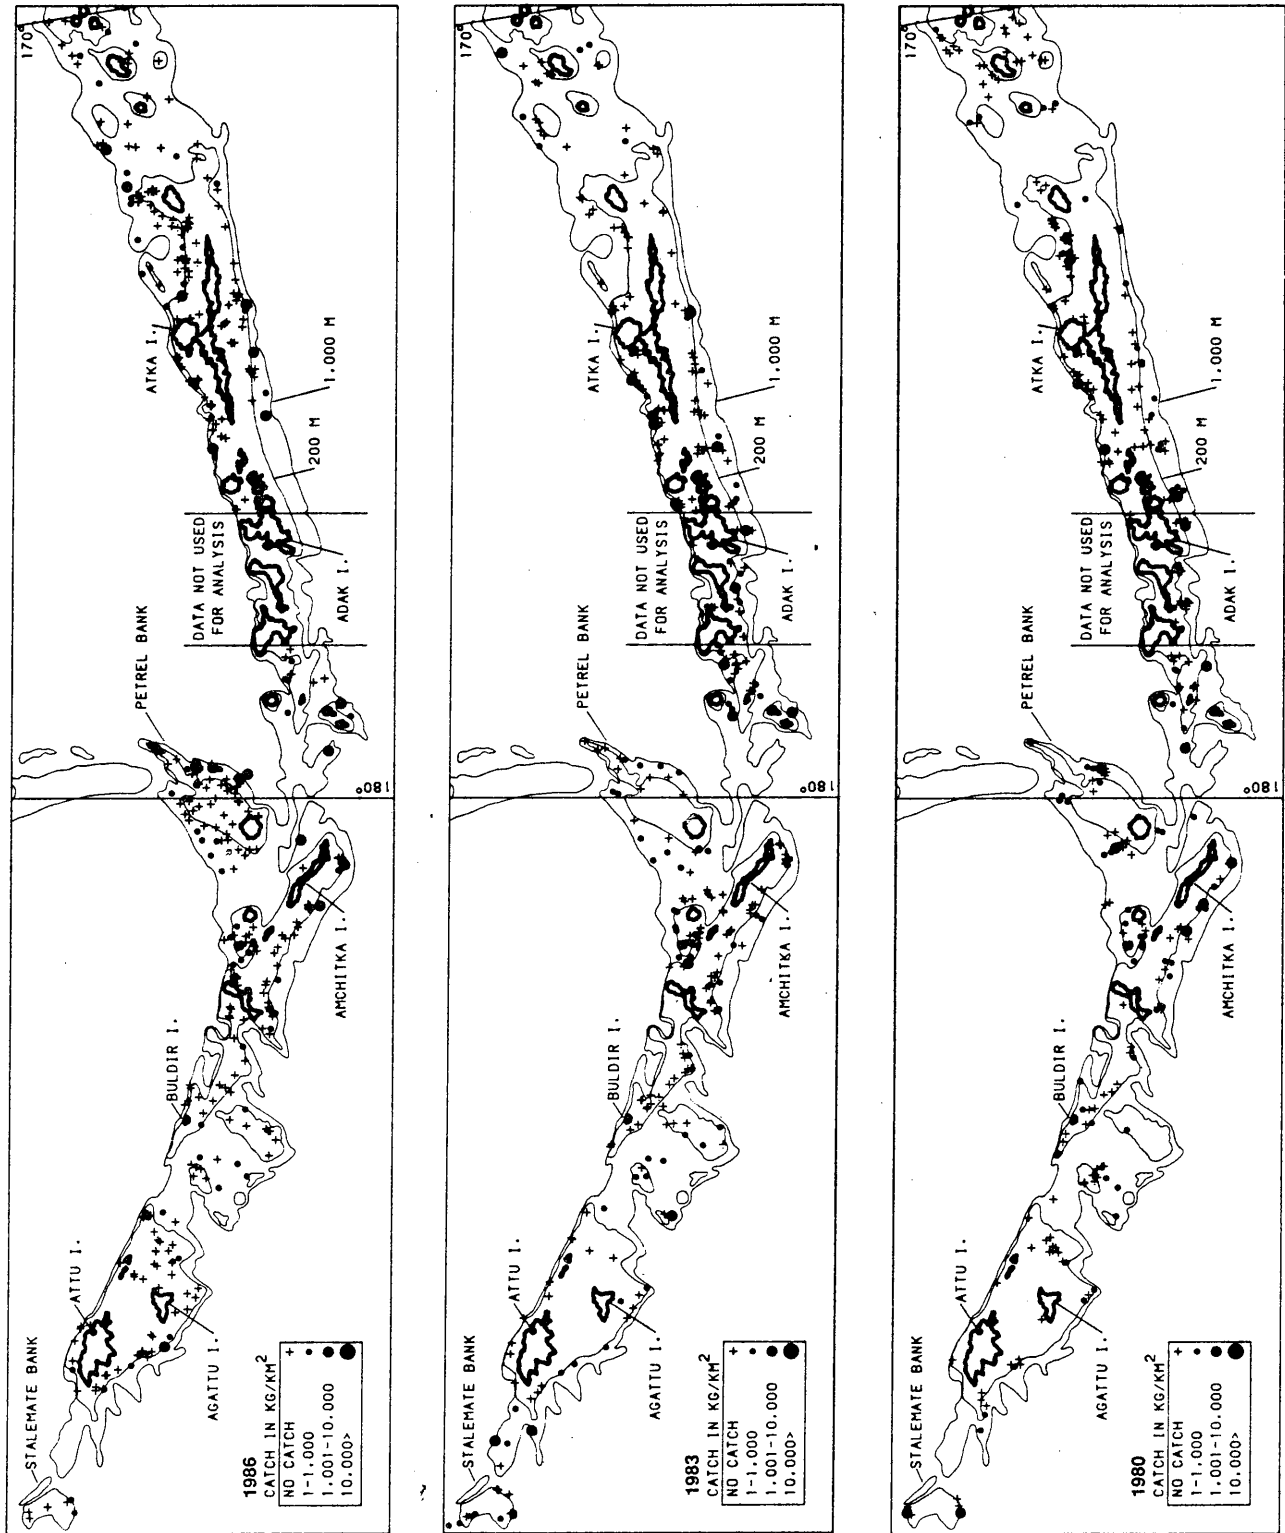 STALEMATE BANK
ATTU I.
BULDIR I.
PETREL BANK
DATA NOT USED
FOR ANALYSIS
ATKA I.
170°
1986
CATCH IN KG/KM²
NO CATCH +
1-1.000
1.001-10.000
10.000>
AGATTU I.
AMCHITKA I.
180°
ADAK I.
200 M
1.000 M
STALEMATE BANK
ATTU I.
BULDIR I.
PETREL BANK
DATA NOT USED
FOR ANALYSIS
ATKA I.
170°
1983
CATCH IN KG/KM²
NO CATCH +
1-1.000
1.001-10.000
10.000>
AGATTU I.
AMCHITKA I.
180°
ADAK I.
200 M
1.000 M
STALEMATE BANK
ATTU I.
BULDIR I.
PETREL BANK
DATA NOT USED
FOR ANALYSIS
ATKA I.
170°
1980
CATCH IN KG/KM²
NO CATCH +
1-1.000
1.001-10.000
10.000>
AGATTU I.
AMCHITKA I.
180°
ADAK I.
200 M
1.000 M